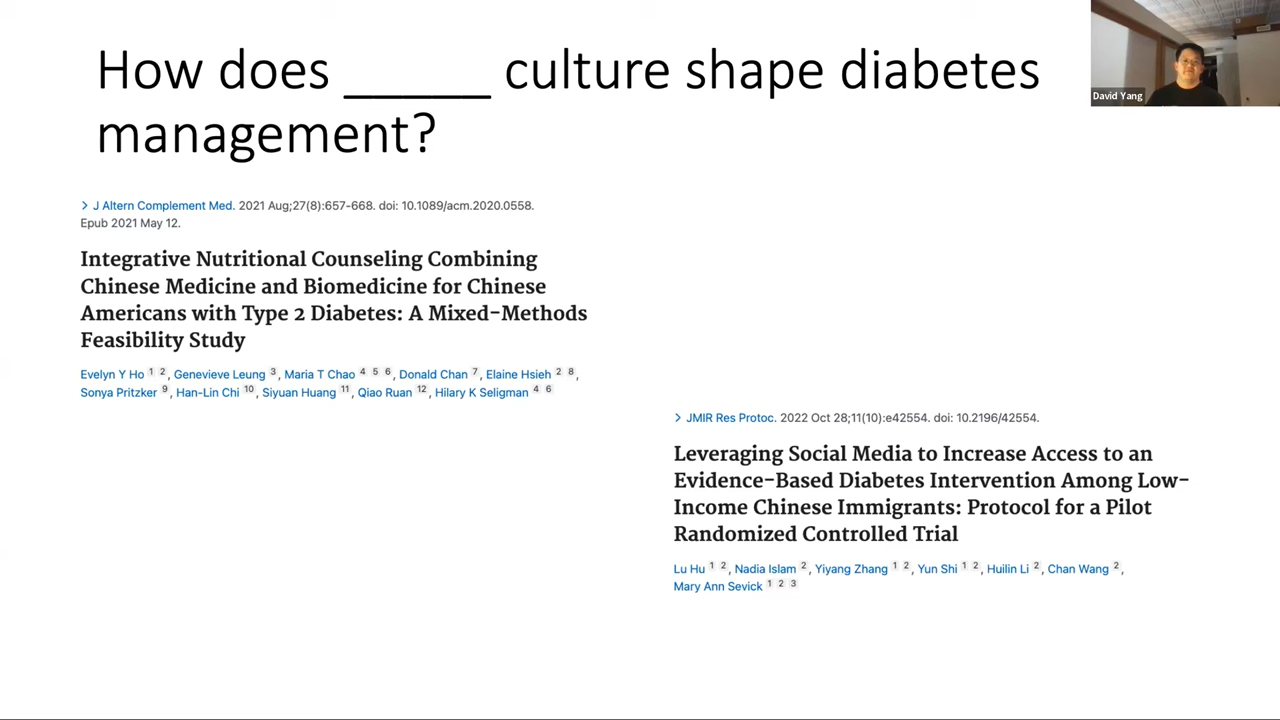 How does _____ culture shape diabetes
management?
David Yang
> J Altern Complement Med. 2021 Aug;27(8):657-668. doi: 10.1089/acm.2020.0558.
Epub 2021 May 12.
Integrative Nutritional Counseling Combining
Chinese Medicine and Biomedicine for Chinese
Americans with Type 2 Diabetes: A Mixed-Methods
Feasibility Study
Evelyn Y Ho 1 2, Genevieve Leung 3, Maria T Chao 4 5 6, Donald Chan 7, Elaine Hsieh 2 8,
Sonya Pritzker 9, Han-Lin Chi 10, Siyuan Huang 11, Qiao Ruan 12, Hilary K Seligman 4 6
> JMIR Res Protoc. 2022 Oct 28;11(10):e42554. doi: 10.2196/42554.
Leveraging Social Media to Increase Access to an
Evidence-Based Diabetes Intervention Among Low-
Income Chinese Immigrants: Protocol for a Pilot
Randomized Controlled Trial
Lu Hu 1 2, Nadia Islam 2, Yiyang Zhang 1 2, Yun Shi 1 2, Huilin Li 2, Chan Wang 2,
Mary Ann Sevick 1 2 3